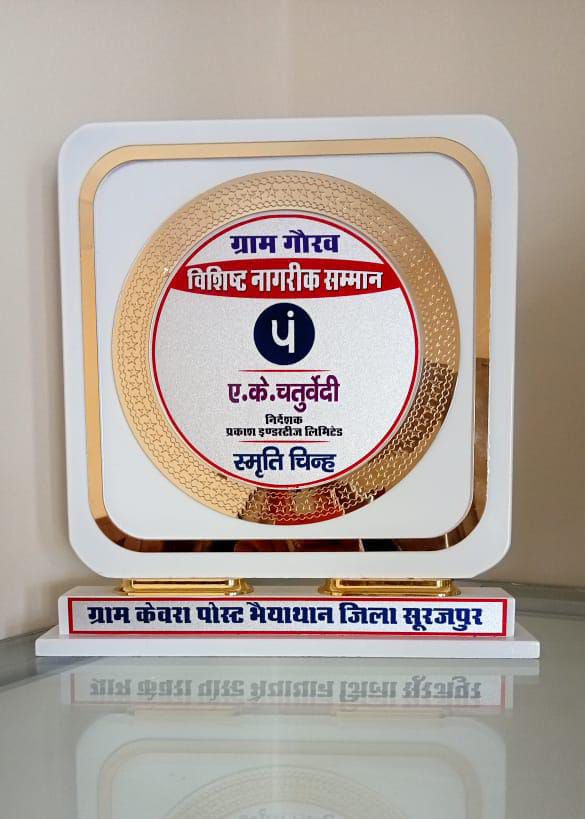 ग्राम गौरव
विशिष्ट नागरीक सम्मान
पं
ए.के.चतुर्वेदी
निर्देशक
प्रकाश इण्डस्टीज लिमिटेड
स्मृति चिन्ह
ग्राम केवरा पोस्ट भैयाथान जिला सूरजपुर